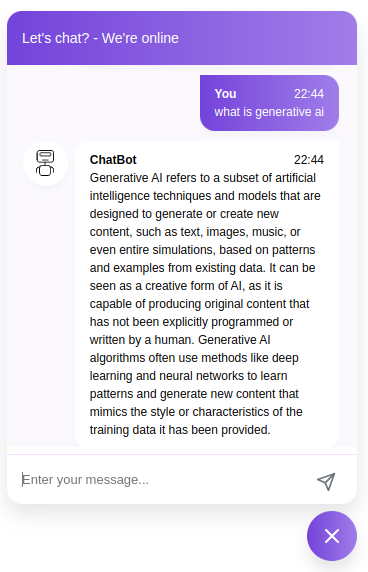 Let's chat? - We're online
You 22:44
what is generative ai
ChatBot 22:44
Generative AI refers to a subset of artificial
intelligence techniques and models that are
designed to generate or create new
content, such as text, images, music, or
even entire simulations, based on patterns
and examples from existing data. It can be
seen as a creative form of AI, as it is
capable of producing original content that
has not been explicitly programmed or
written by a human. Generative AI
algorithms often use methods like deep
learning and neural networks to learn
patterns and generate new content that
mimics the style or characteristics of the
training data it has been provided.
Enter your message...